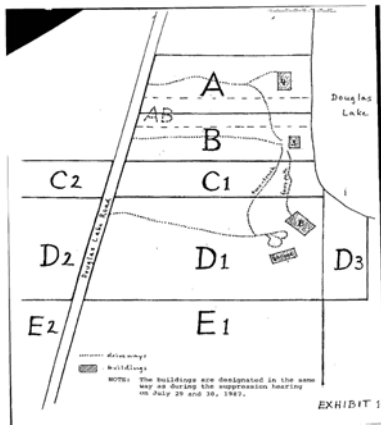 A
Douglas
Lake
AB
B
C2
C1
Douglas Lake Road
D2
D1
D3
E2
E1
driveways
buildings
NOTE: The buildings are designated in the same
way as during the suppression hearing
on July 29 and 30, 1987.
EXHIBIT 1